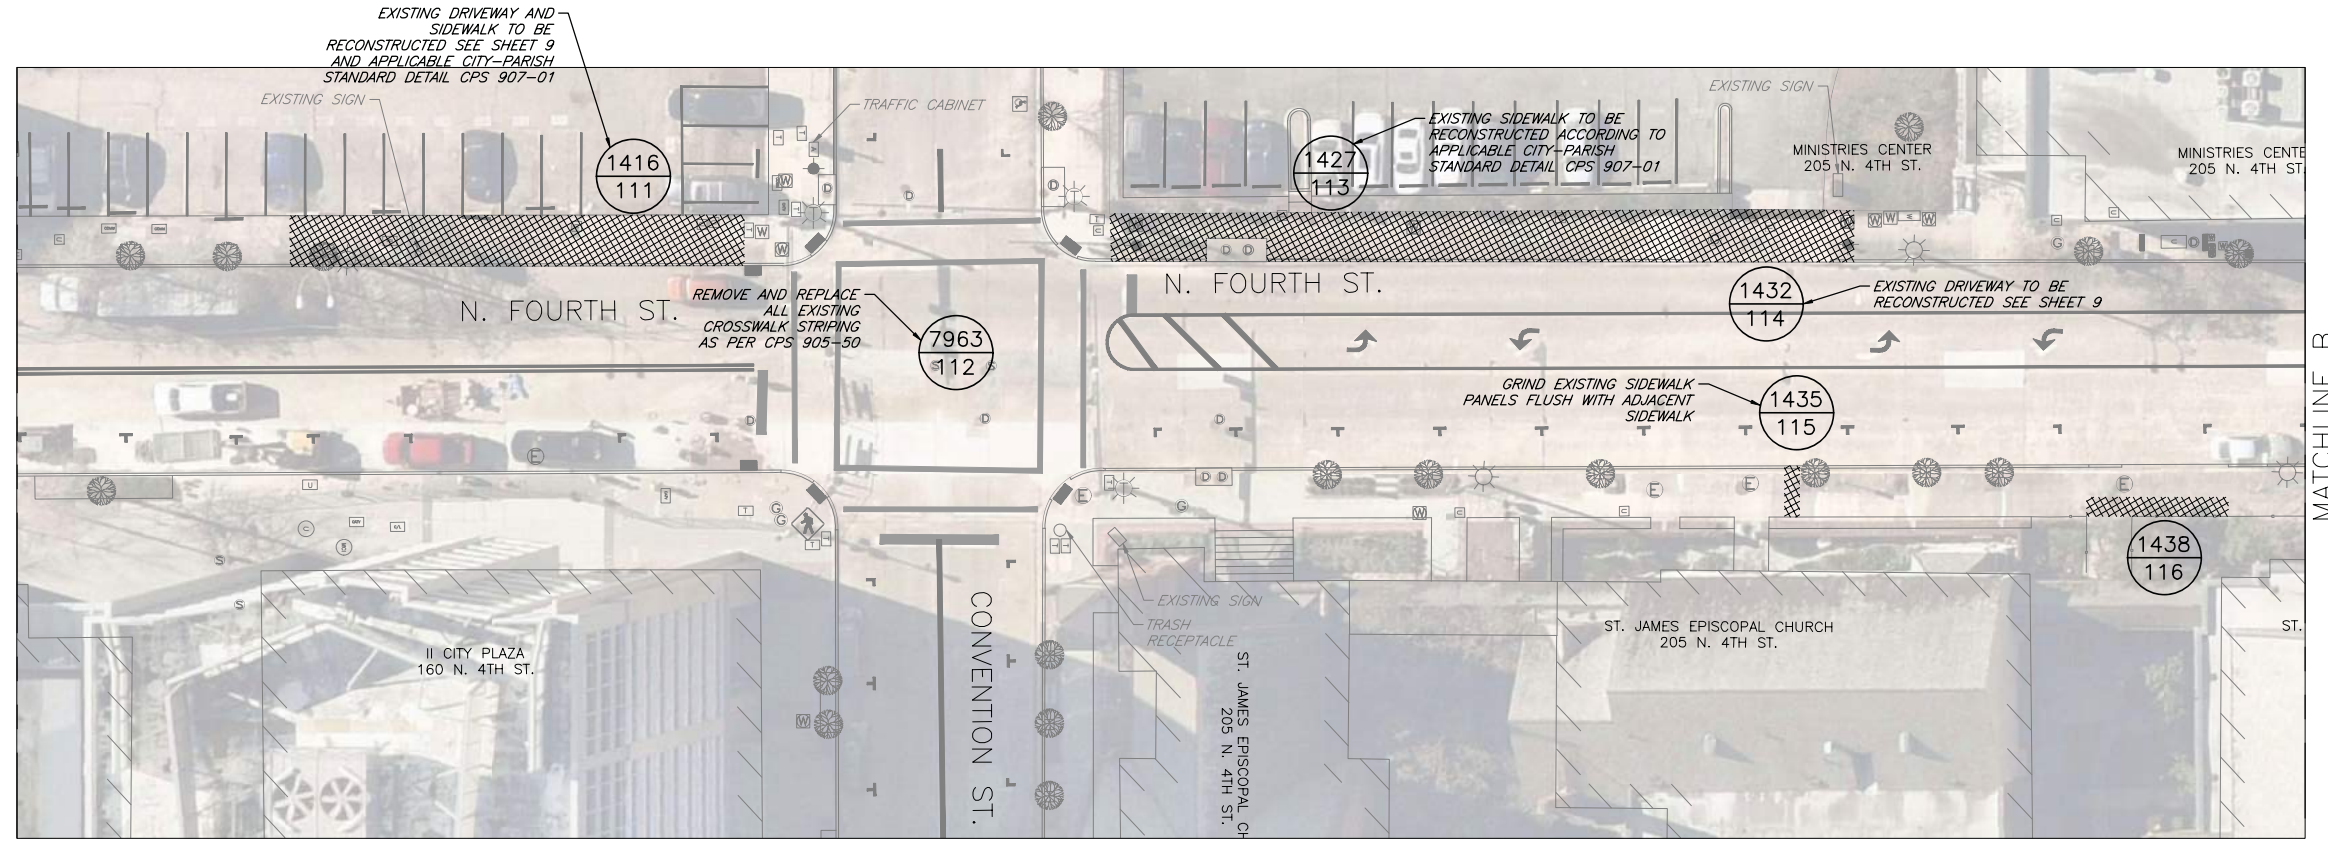 EXISTING DRIVEWAY AND
SIDEWALK TO BE
RECONSTRUCTED SEE SHEET 9
AND APPLICABLE CITY-PARISH
STANDARD DETAIL CPS 907-01
EXISTING SIGN
1416
111
TRAFFIC CABINET
EXISTING SIDEWALK TO BE
RECONSTRUCTED ACCORDING TO
APPLICABLE CITY-PARISH
STANDARD DETAIL CPS 907-01
1427
113
EXISTING SIGN
MINISTRIES CENTER
205 N. 4TH ST.
MINISTRIES CENTE
205 N. 4TH ST.
N. FOURTH ST.
REMOVE AND REPLACE
ALL EXISTING
CROSSWALK STRIPING
AS PER CPS 905-50
7963
112
N. FOURTH ST.
1432
114
EXISTING DRIVEWAY TO BE
RECONSTRUCTED SEE SHEET 9
GRIND EXISTING SIDEWALK
PANELS FLUSH WITH ADJACENT
SIDEWALK
1435
115
MATCHLINE B
1438
116
EXISTING SIGN
TRASH
RECEPTACLE
II CITY PLAZA
160 N. 4TH ST.
CONVENTION ST.
ST. JAMES EPISCOPAL CH
205 N. 4TH ST.
ST. JAMES EPISCOPAL CHURCH
205 N. 4TH ST.
ST.